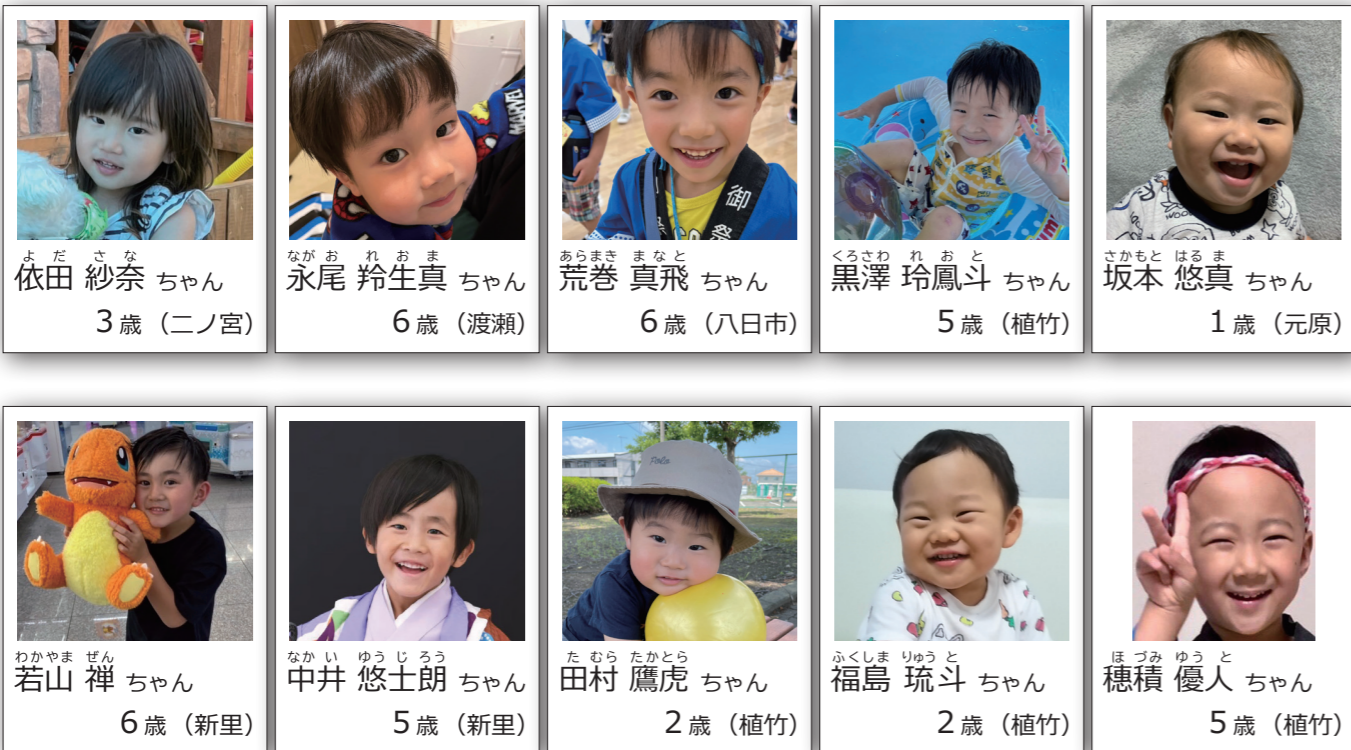 MARVEL
御
祭
よだ さな
依田 紗奈 ちゃん
3歳（二ノ宮）
ながお れおま
永尾 羚生真 ちゃん
6歳（渡瀬）
あらまき まなと
荒巻 真飛 ちゃん
6歳（八日市）
くろさわ れおと
黒澤 玲鳳斗 ちゃん
5歳（植竹）
さかもと はるま
坂本 悠真 ちゃん
1歳（元原）
Polo
わかやま ぜん
若山 禅 ちゃん
6歳（新里）
なかい ゆうじろう
中井 悠士朗 ちゃん
5歳（新里）
たむら たかとら
田村 鷹虎 ちゃん
2歳（植竹）
ふくしま りゅうと
福島 琉斗 ちゃん
2歳（植竹）
ほづみ ゆうと
穂積 優人 ちゃん
5歳（植竹）